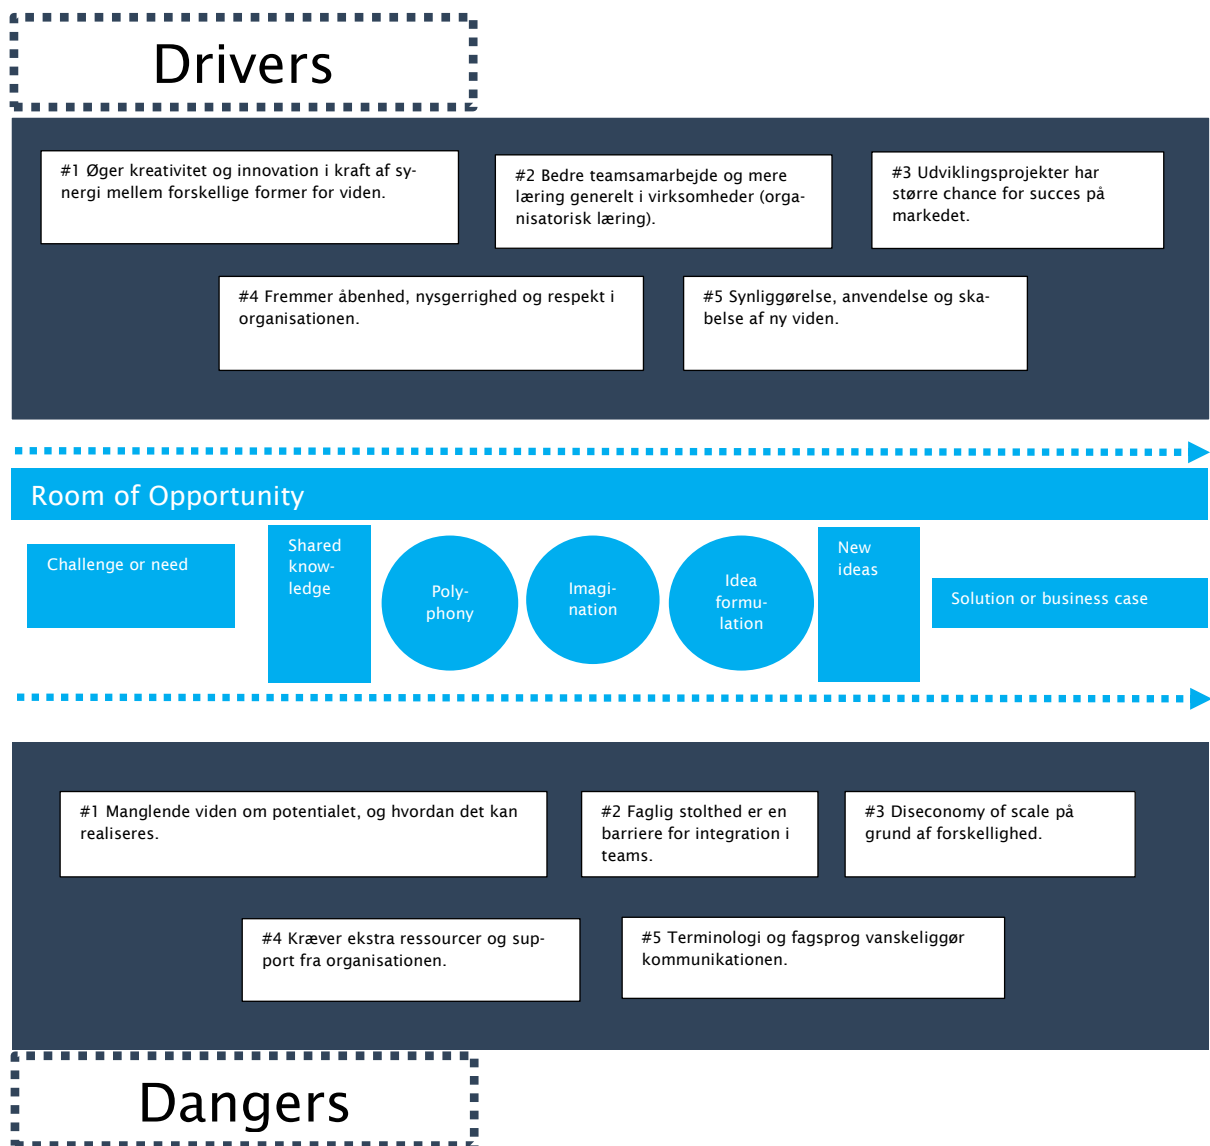 Drivers
#1 Øger kreativitet og innovation i kraft af sy-
nergi mellem forskellige former for viden.
#2 Bedre teamsamarbejde og mere
læring generelt i virksomheder (orga-
nisatorisk læring).
#3 Udviklingsprojekter har
større chance for succes på
markedet.
#4 Fremmer åbenhed, nysgerrighed og respekt i
organisationen.
#5 Synliggørelse, anvendelse og ska-
belse af ny viden.
Room of Opportunity
Challenge or need
Shared
know-
ledge
Poly-
phony
Imagi-
nation
Idea
formu-
lation
New
ideas
Solution or business case
#1 Manglende viden om potentialet, og hvordan det kan
realiseres.
#2 Faglig stolthed er en
barriere for integration i
teams.
#3 Diseconomy of scale på
grund af forskellighed.
#4 Kræver ekstra ressourcer og sup-
port fra organisationen.
#5 Terminologi og fagsprog vanskeliggør
kommunikationen.
Dangers